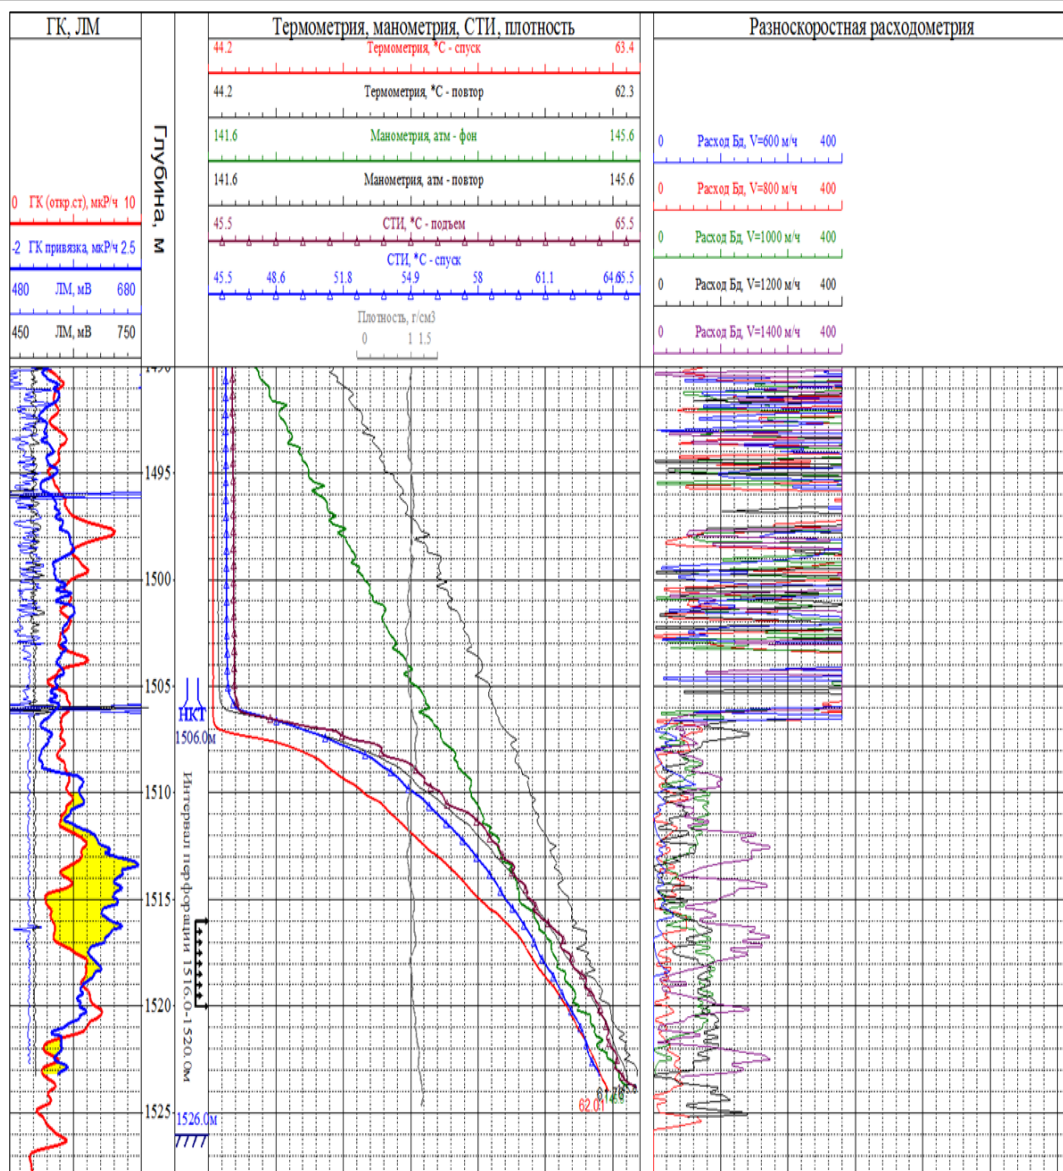 ГК, ЛМ
Термометрия, манометрия, СТИ, плотность
Разноскоростная расходометрия
44.2 Термометрия, *С - спуск 63.4
44.2 Термометрия, *С - повтор 62.3
141.6 Манометрия, атм - фон 145.6
141.6 Манометрия, атм - повтор 145.6
45.5 СТИ, *С - подъем 65.5
СТИ, *С - спуск
45.5 48.6 51.8 54.9 58 61.1 64.6 65.5
Плотность, г/см3
0 1 1.5
0 ГК (откр.ст), мкР/ч 10
-2 ГК привязка, мкР/ч 2.5
480 ЛМ, мВ 680
450 ЛМ, мВ 750
Глубина, м
0 Расход Бд, V=600 м/ч 400
0 Расход Бд, V=800 м/ч 400
0 Расход Бд, V=1000 м/ч 400
0 Расход Бд, V=1200 м/ч 400
0 Расход Бд, V=1400 м/ч 400
1490
1495
1500
1505
НКТ
1506.0м
1510
Интервал перфорации 1516.0-1520.0м
1515
1520
1525
1526.0м
62.01